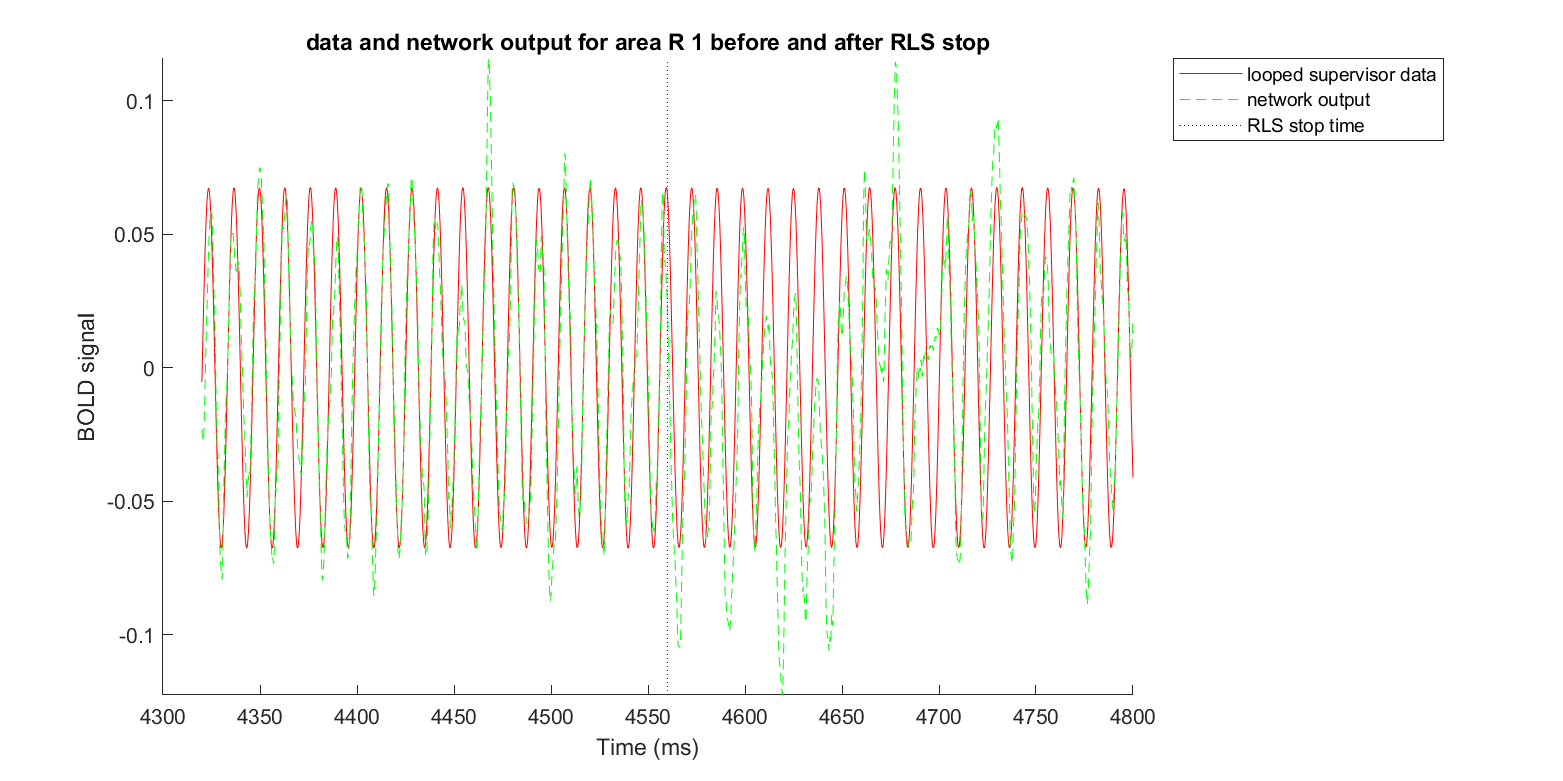 data and network output for area R 1 before and after RLS stop
looped supervisor data
network output
RLS stop time
0.1
0.05
0
-0.05
-0.1
BOLD signal
4300 4350 4400 4450 4500 4550 4600 4650 4700 4750 4800
Time (ms)